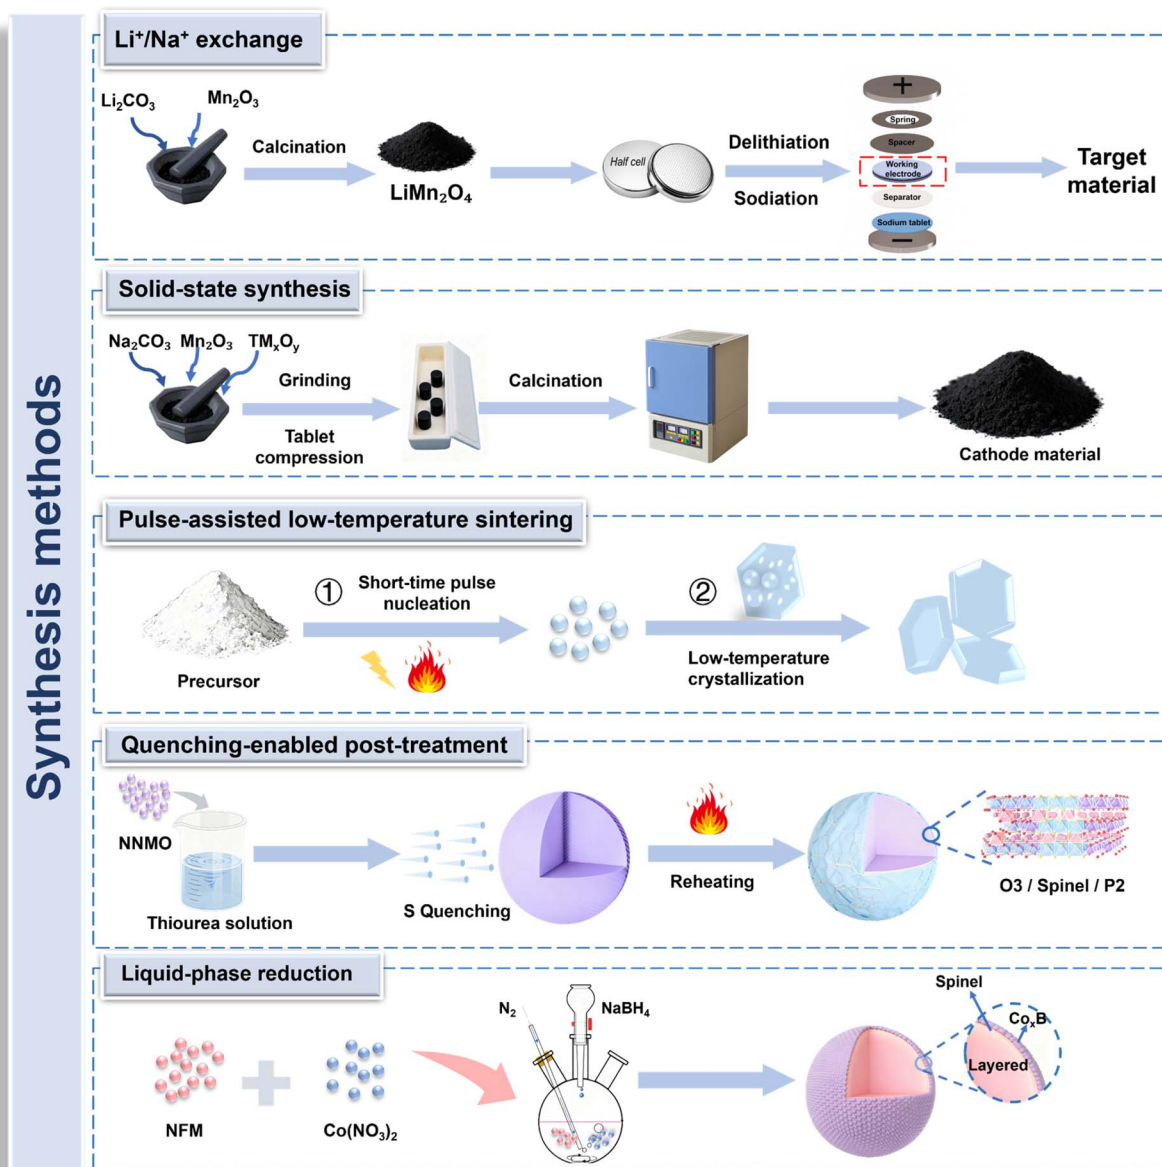 Synthesis methods
Li⁺/Na⁺ exchange
Li₂CO₃
Mn₂O₃
Calcination
LiMn₂O₄
Half cell
Delithiation
Sodiation
+
Spring
Spacer
Working
electrode
Separator
Sodium tablet
−
Target
material
Solid-state synthesis
Na₂CO₃ Mn₂O₃ TMₓOᵧ
Grinding
Tablet
compression
Calcination
Cathode material
Pulse-assisted low-temperature sintering
Precursor
①
Short-time pulse
nucleation
②
Low-temperature
crystallization
Quenching-enabled post-treatment
NNMO
Thiourea solution
S Quenching
Reheating
O3 / Spinel / P2
Liquid-phase reduction
NFM
+
Co(NO₃)₂
N₂
NaBH₄
Spinel
CoₓB
Layered